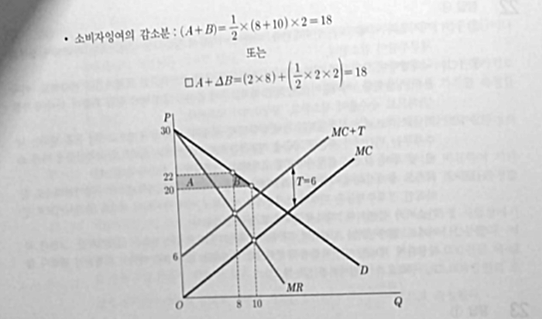 • 소비자잉여의 감소분 : (A+B)=1/2×(8+10)×2=18
또는
□A+ΔB=(2×8)+(1/2×2×2)=18
P
30
MC+T
MC
22
A
B
T=6
20
6
D
MR
O
8
10
Q